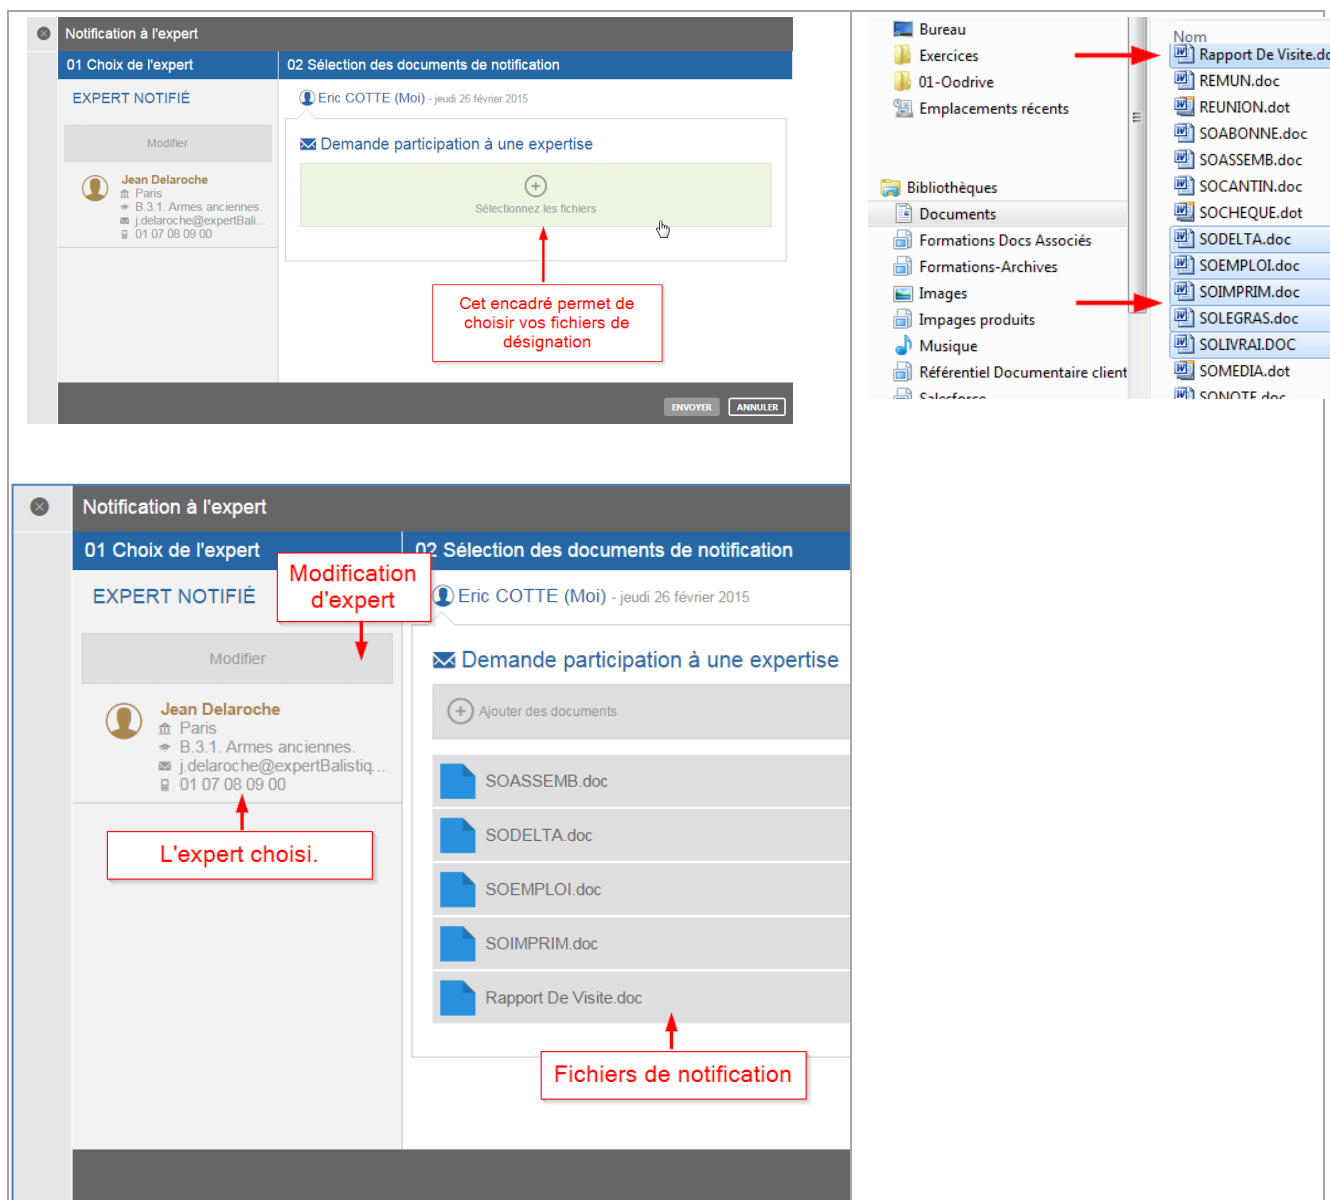 Notification à l'expert
01 Choix de l'expert
02 Sélection des documents de notification
EXPERT NOTIFIÉ
Eric COTTE (Moi) - jeudi 26 février 2015
Modifier
Demande participation à une expertise
Jean Delaroche
Paris
B.3.1. Armes anciennes.
j.delaroche@expertBali...
01 07 08 09 00
Sélectionnez les fichiers
Cet encadré permet de
choisir vos fichiers de
désignation
ENVOYER
ANNULER
Bureau
Exercices
01-Oodrive
Emplacements récents
Bibliothèques
Documents
Formations Docs Associés
Formations-Archives
Images
Impages produits
Musique
Référentiel Documentaire client
Salesforce
Nom
Rapport De Visite.do
REMUN.doc
REUNION.dot
SOABONNE.doc
SOASSEMB.doc
SOCANTIN.doc
SOCHEQUE.dot
SODELTA.doc
SOEMPLOI.doc
SOIMPRIM.doc
SOLEGRAS.doc
SOLIVRAI.DOC
SOMEDIA.dot
SONOTE.doc
Notification à l'expert
01 Choix de l'expert
02 Sélection des documents de notification
Modification
d'expert
EXPERT NOTIFIÉ
Eric COTTE (Moi) - jeudi 26 février 2015
Modifier
Demande participation à une expertise
Jean Delaroche
Paris
B.3.1. Armes anciennes.
j.delaroche@expertBalistiq...
01 07 08 09 00
L'expert choisi.
Ajouter des documents
SOASSEMB.doc
SODELTA.doc
SOEMPLOI.doc
SOIMPRIM.doc
Rapport De Visite.doc
Fichiers de notification